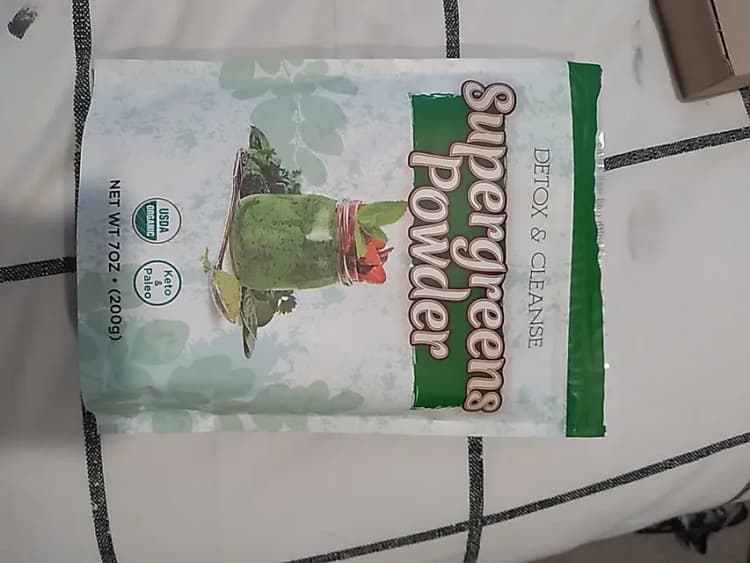 DETOX & CLEANSE
Supergreens
Powder
USDA
ORGANIC
Keto
&
Paleo
NET WT 7OZ • (200g)